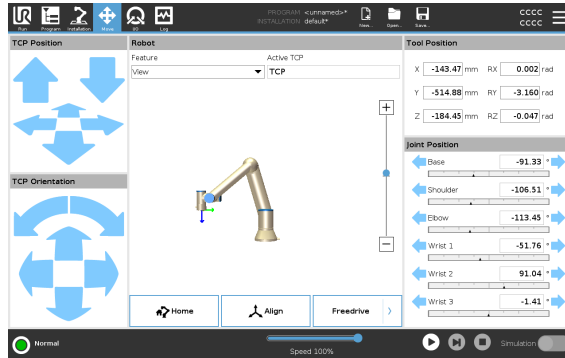 UR
PROGRAM <unnamed>*
INSTALLATION default*
CCCC
CCCC
Run Program Installation Move I/O Log New... Open... Save...
TCP Position
Robot
Tool Position
Feature
Active TCP
View
TCP
X -143.47 mm RX 0.002 rad
Y -514.88 mm RY -3.160 rad
Z -184.45 mm RZ -0.047 rad
Joint Position
Base -91.33 °
Shoulder -106.51 °
TCP Orientation
Elbow -113.45 °
Wrist 1 -51.76 °
Wrist 2 91.04 °
Wrist 3 -1.41 °
Home
Align
Freedrive
Normal
Speed 100%
Simulation